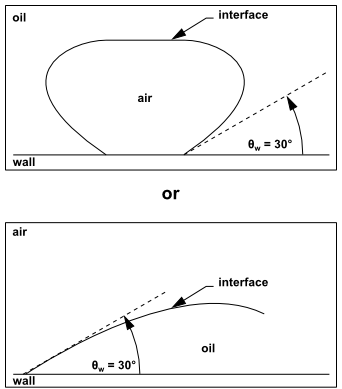 oil
interface
air
θw = 30°
wall
or
air
interface
oil
θw = 30°
wall